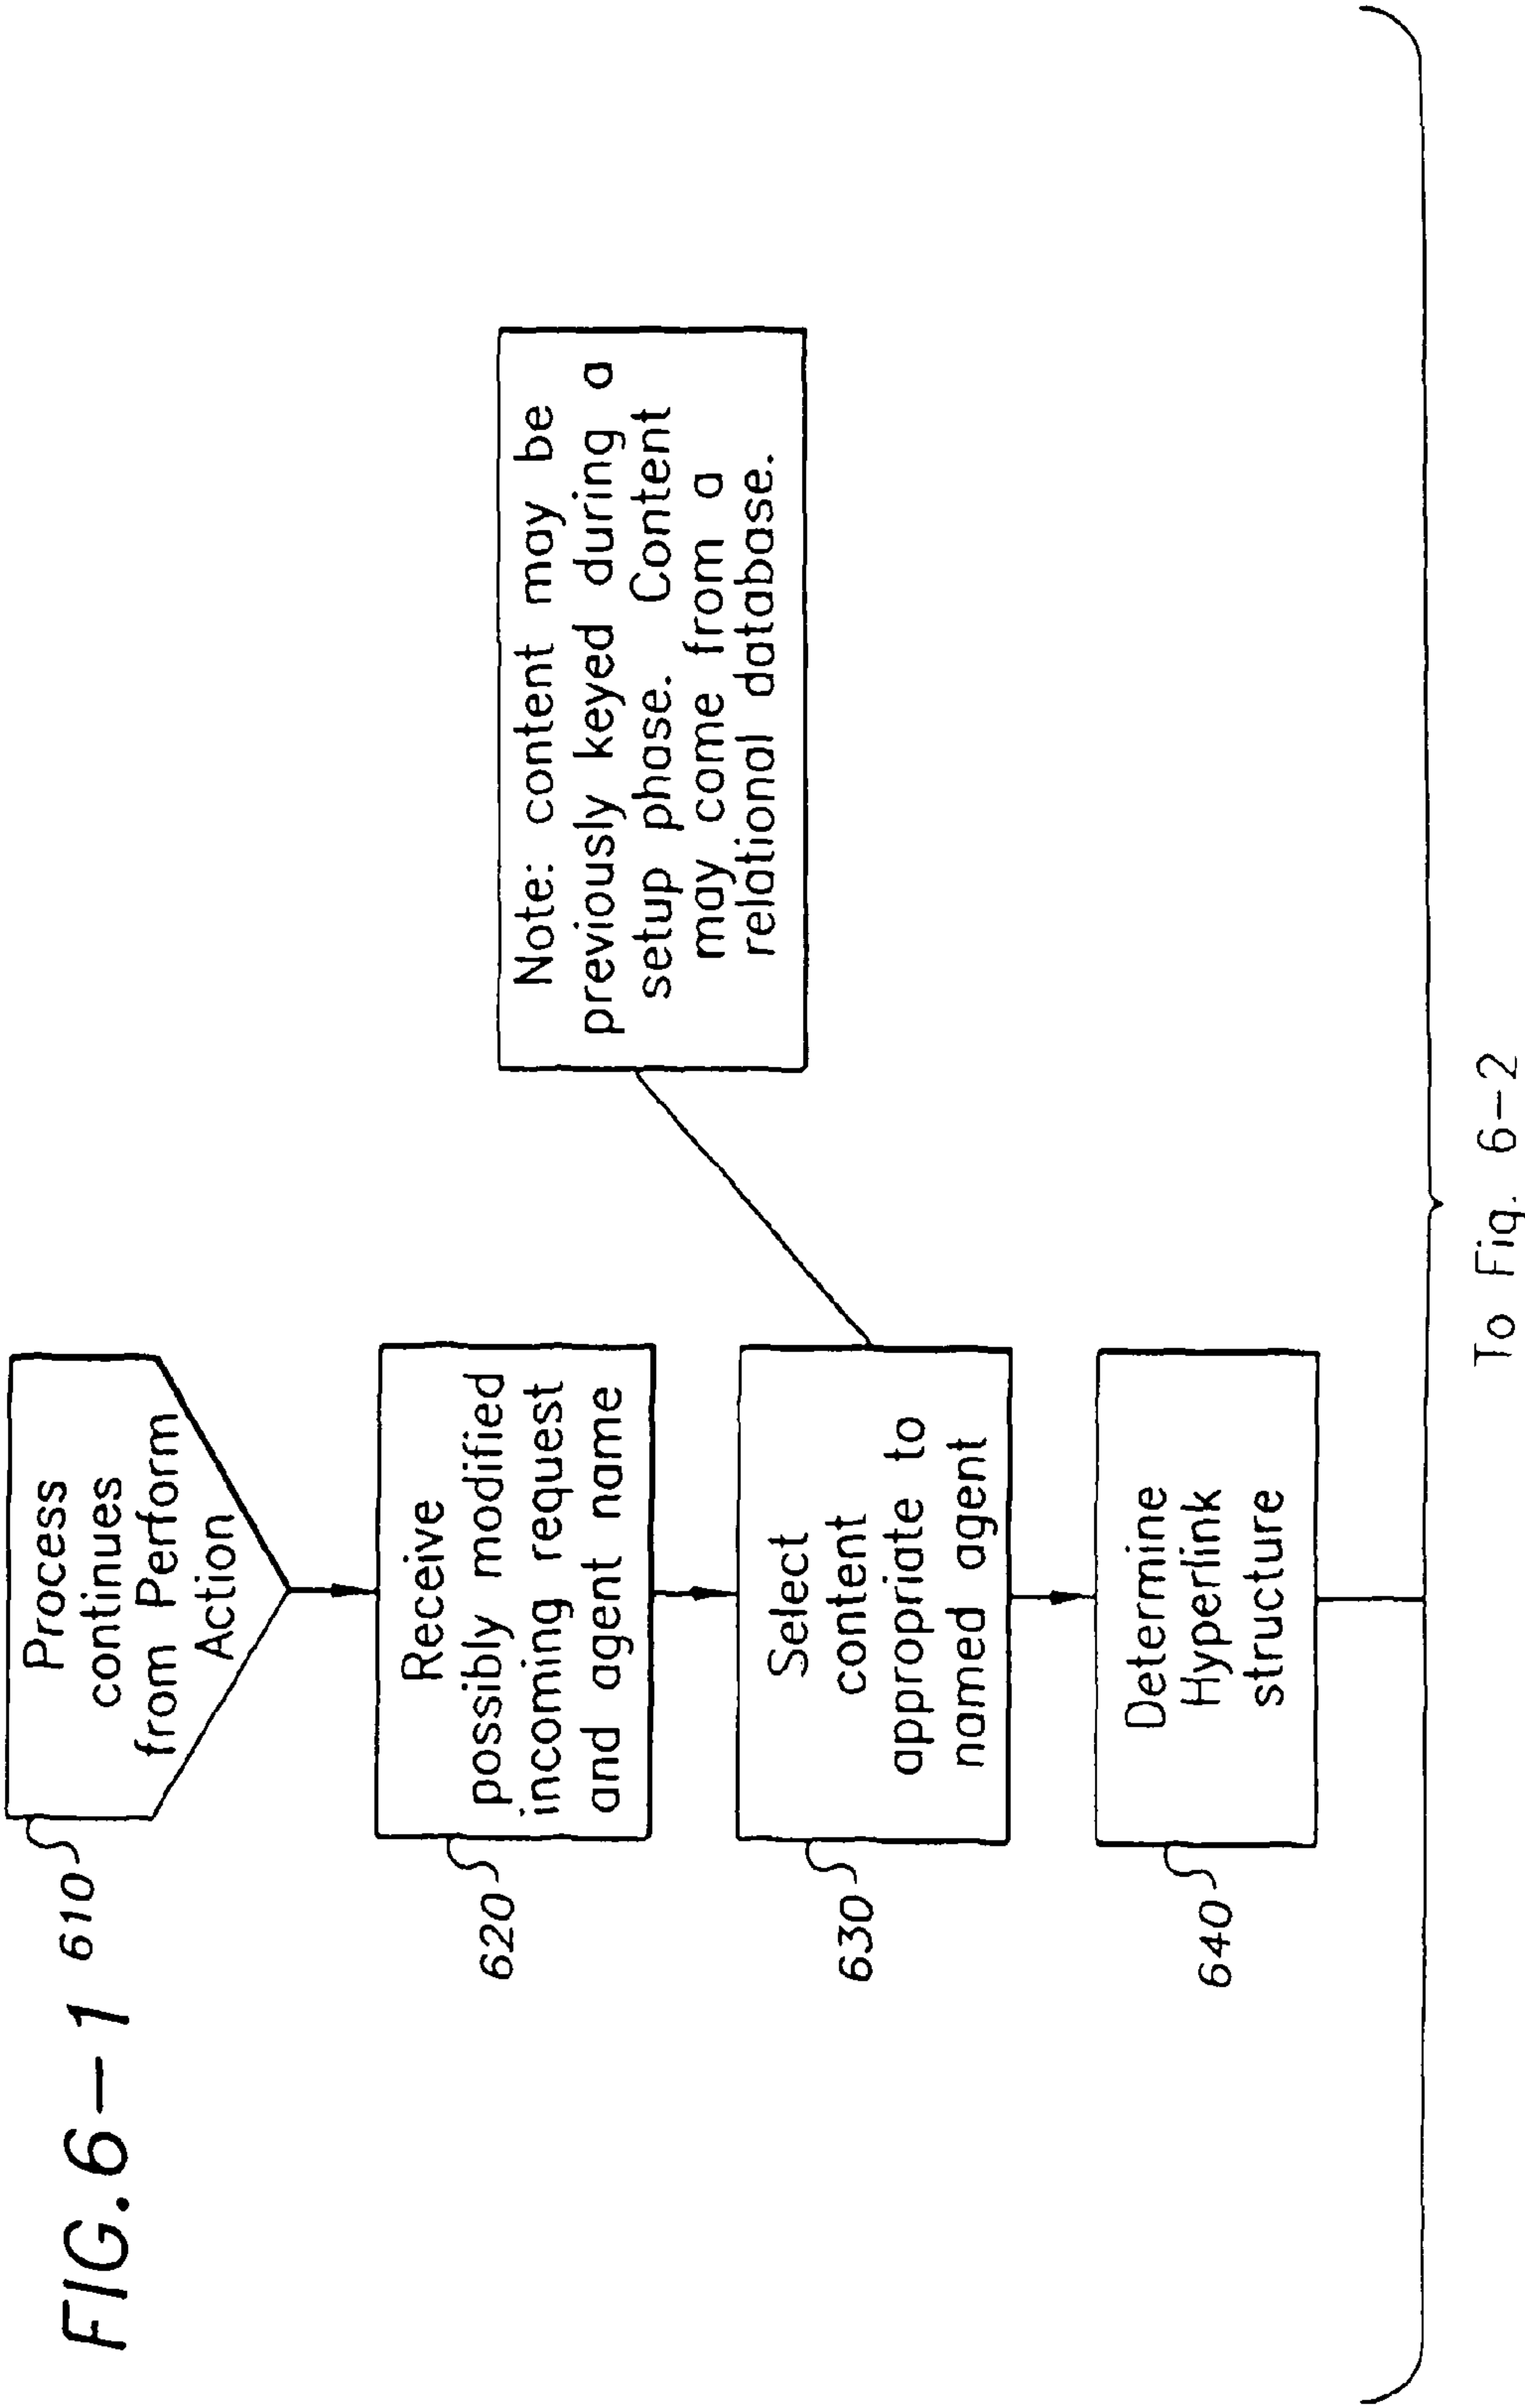 FIG.6-1
610
Process
continues
from Perform
Action
620
Receive
possibly modified
incoming request
and agent name
630
Select
content
appropriate to
named agent
Note: content may be
previously keyed during a
setup phase. Content
may come from a
relational database.
640
Determine
Hyperlink
structure
To Fig. 6-2